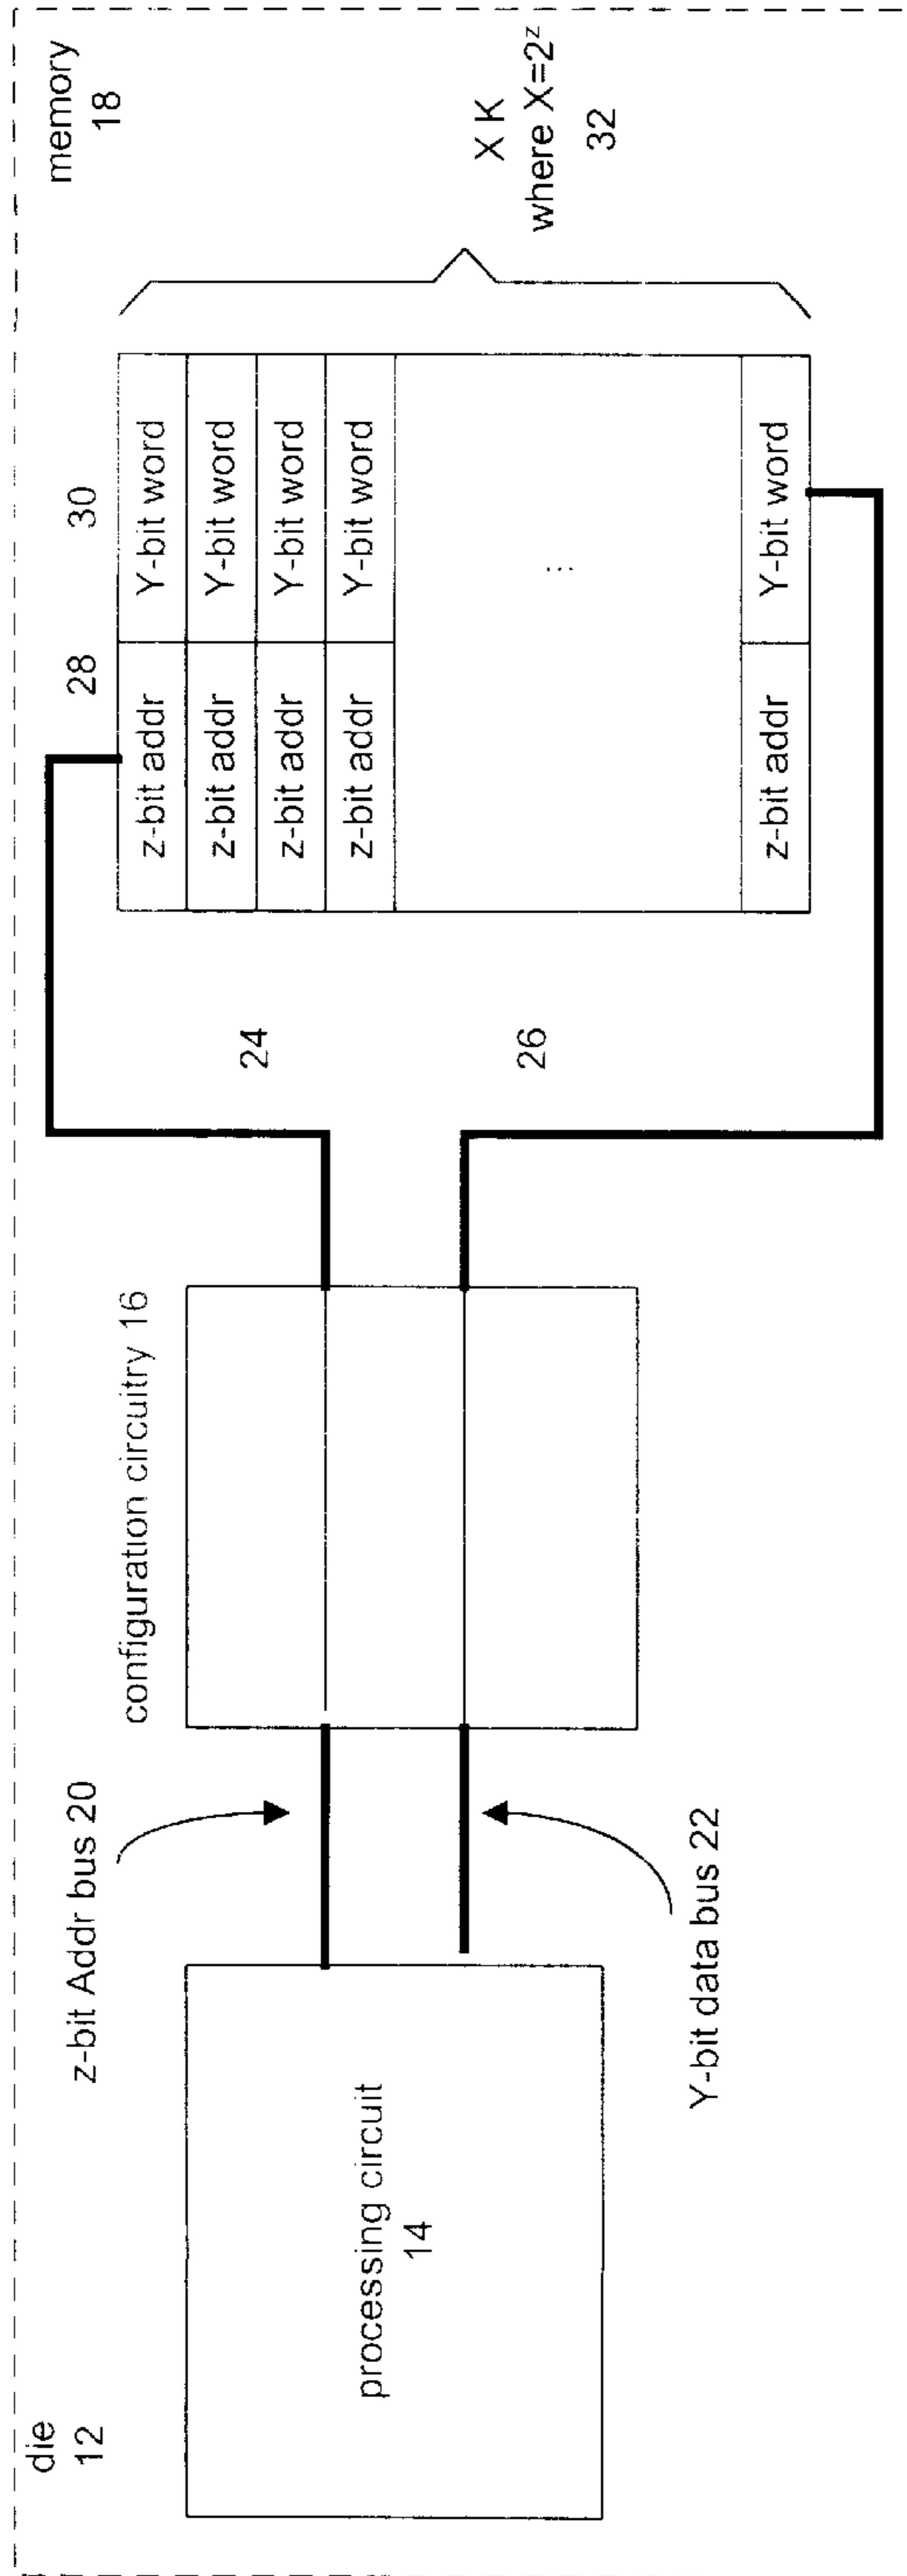 die
12
processing circuit
14
z-bit Addr bus 20
Y-bit data bus 22
configuration circuitry 16
24
26
28
30
z-bit addr
Y-bit word
z-bit addr
Y-bit word
z-bit addr
Y-bit word
z-bit addr
Y-bit word
...
z-bit addr
Y-bit word
memory
18
X K
where X=2ᶻ
32